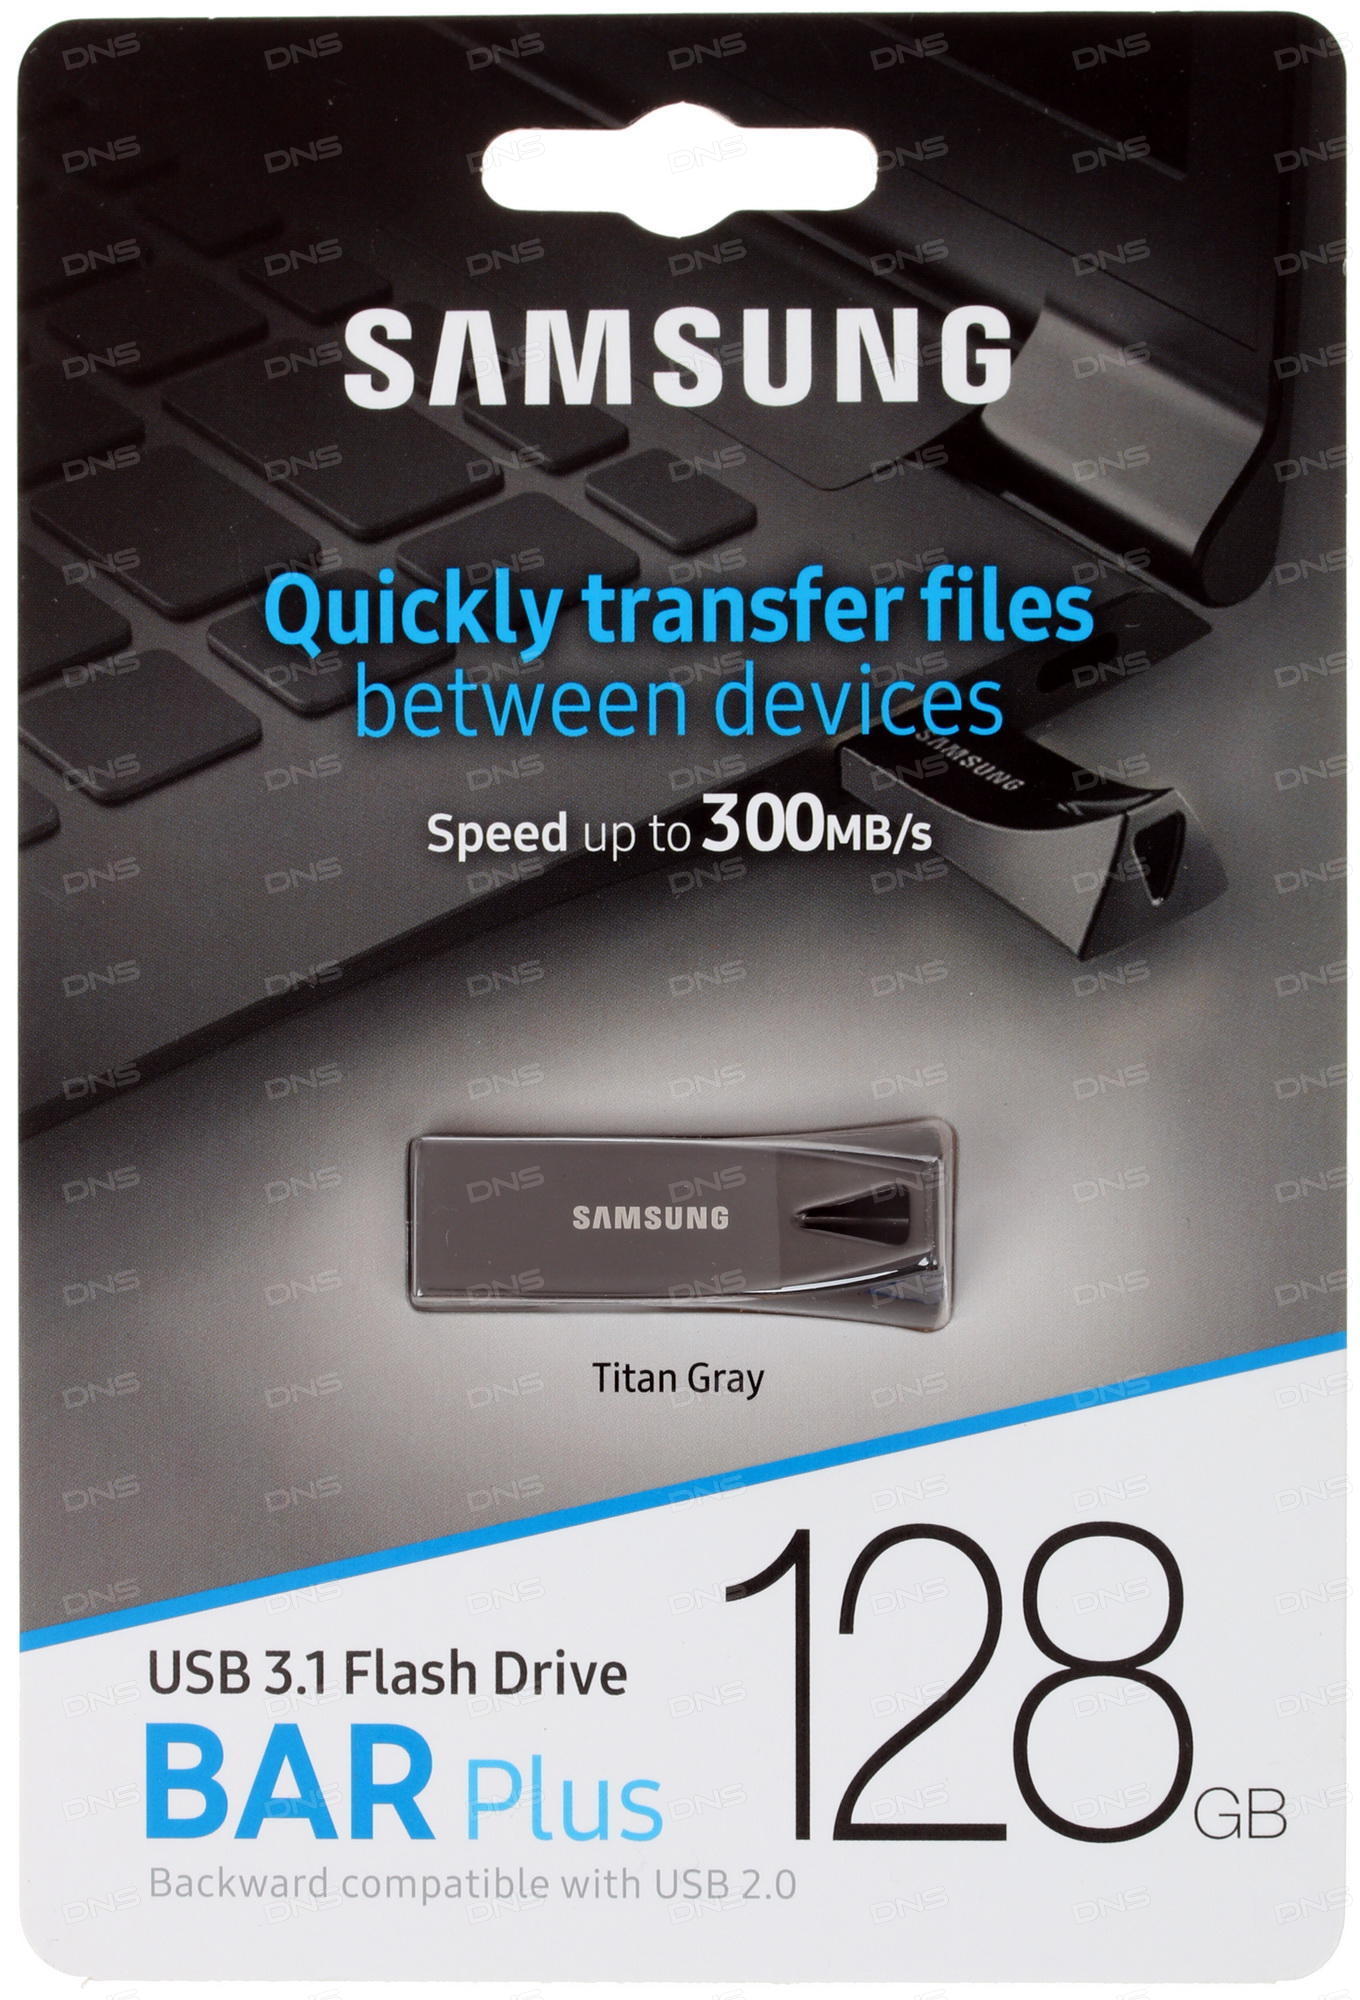 SAMSUNG
Quickly transfer files
between devices
SAMSUNG
Speed up to 300MB/s
SAMSUNG
Titan Gray
128GB
USB 3.1 Flash Drive
BAR Plus
Backward compatible with USB 2.0
DNS